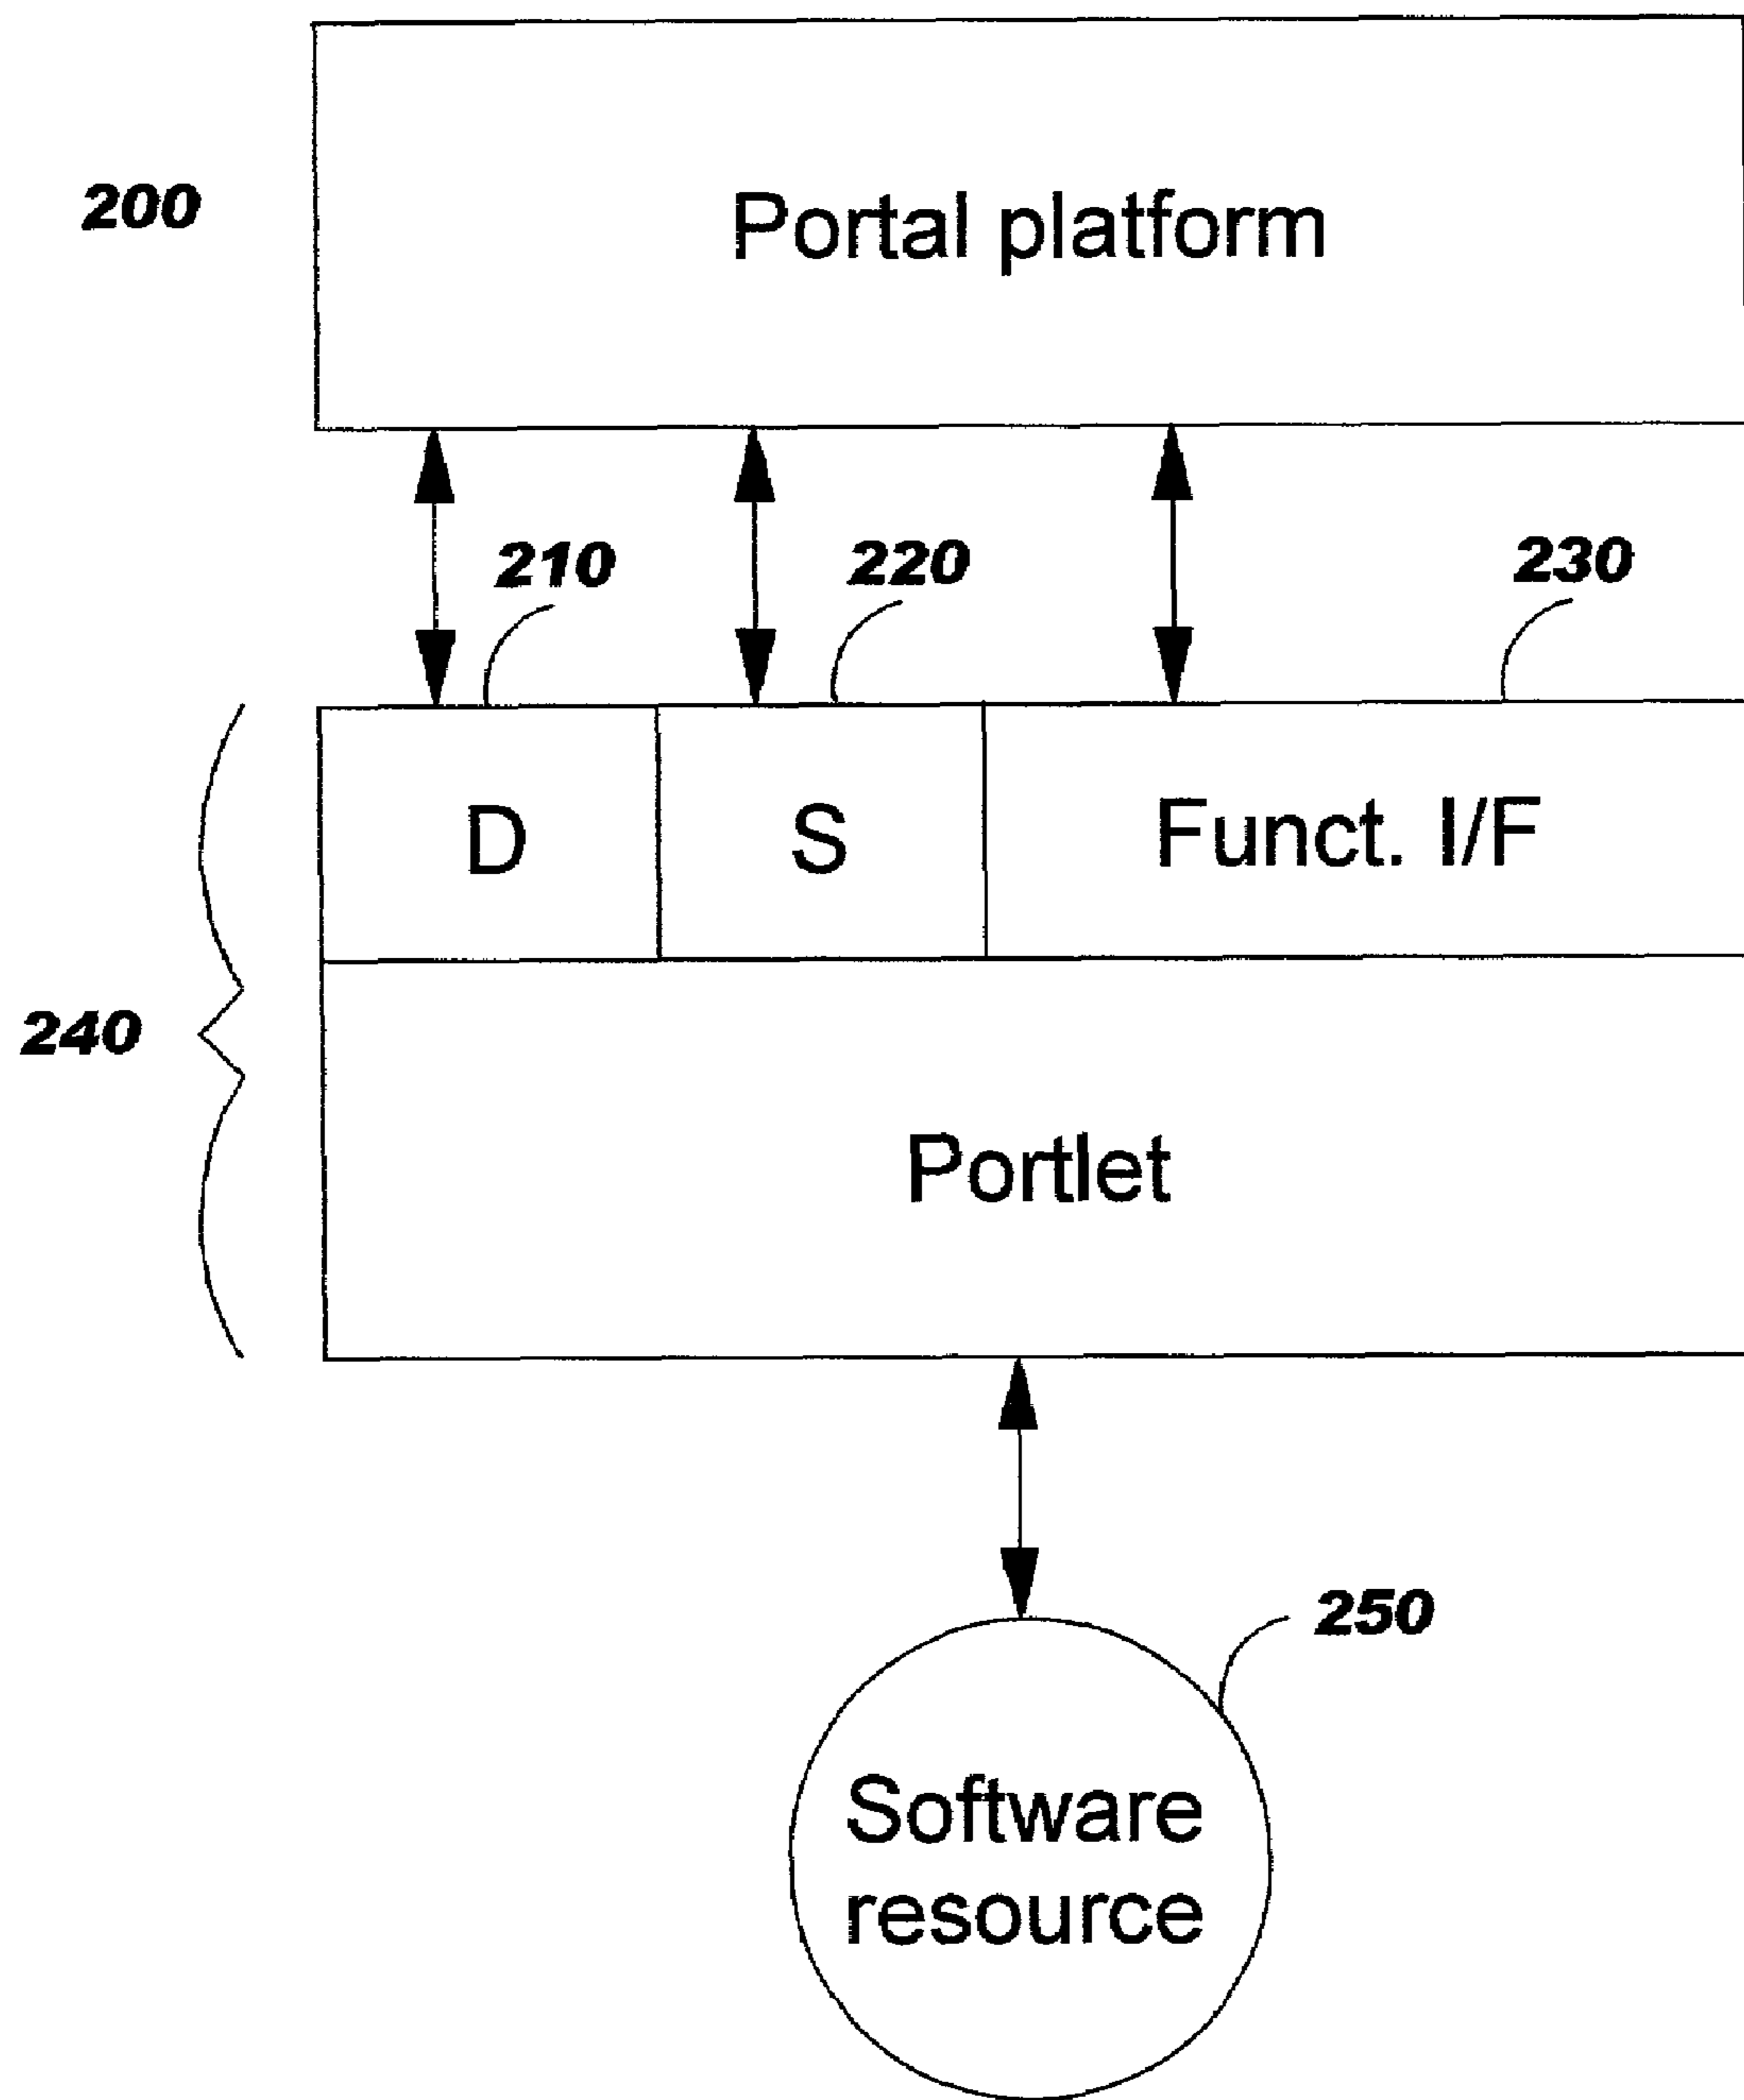 200
Portal platform
210
220
230
D
S
Funct. I/F
240
Portlet
250
Software
resource